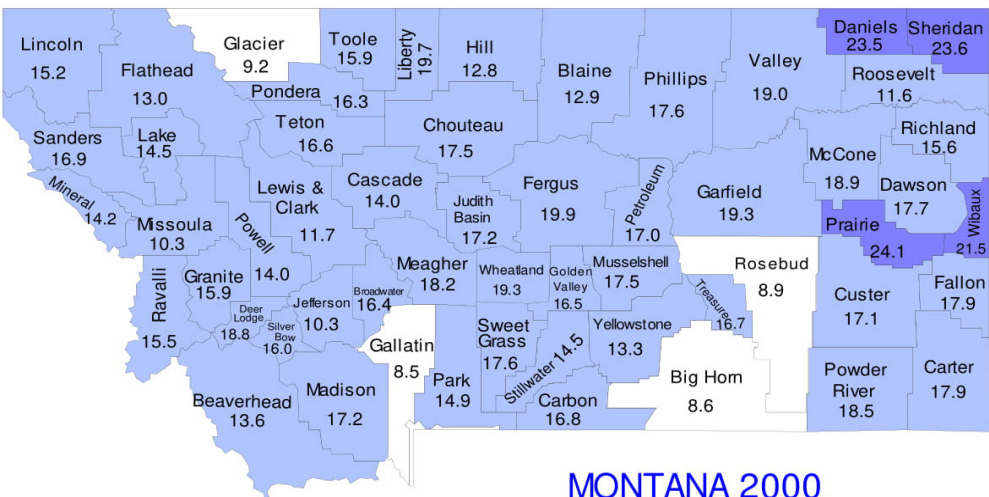 Lincoln
15.2
Flathead
13.0
Glacier
9.2
Toole
15.9
Liberty
19.7
Hill
12.8
Blaine
12.9
Phillips
17.6
Valley
19.0
Daniels
23.5
Sheridan
23.6
Roosevelt
11.6
Pondera
16.3
Teton
16.6
Chouteau
17.5
Richland
15.6
McCone
18.9
Dawson
17.7
Wibaux
21.5
Sanders
16.9
Lake
14.5
Mineral
14.2
Missoula
10.3
Powell
14.0
Lewis &
Clark
11.7
Cascade
14.0
Judith
Basin
17.2
Fergus
19.9
Petroleum
17.0
Garfield
19.3
Prairie
24.1
Ravalli
15.5
Granite
15.9
Deer
Lodge
18.8
Silver
Bow
16.0
Jefferson
10.3
Broadwater
16.4
Meagher
18.2
Wheatland
19.3
Golden
Valley
16.5
Musselshell
17.5
Treasure
16.7
Rosebud
8.9
Custer
17.1
Fallon
17.9
Gallatin
8.5
Park
14.9
Sweet
Grass
17.6
Stillwater 14.5
Yellowstone
13.3
Carbon
16.8
Big Horn
8.6
Powder
River
18.5
Carter
17.9
Beaverhead
13.6
Madison
17.2
MONTANA 2000